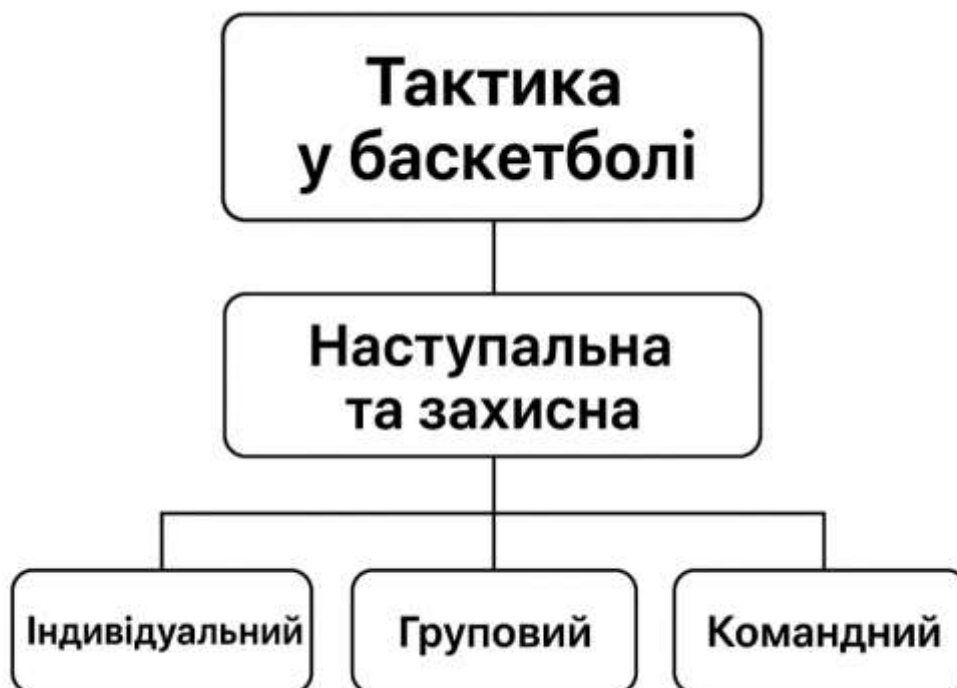 Тактика
у баскетболі
Наступальна
та захисна
Індивідуальний
Груповий
Командний